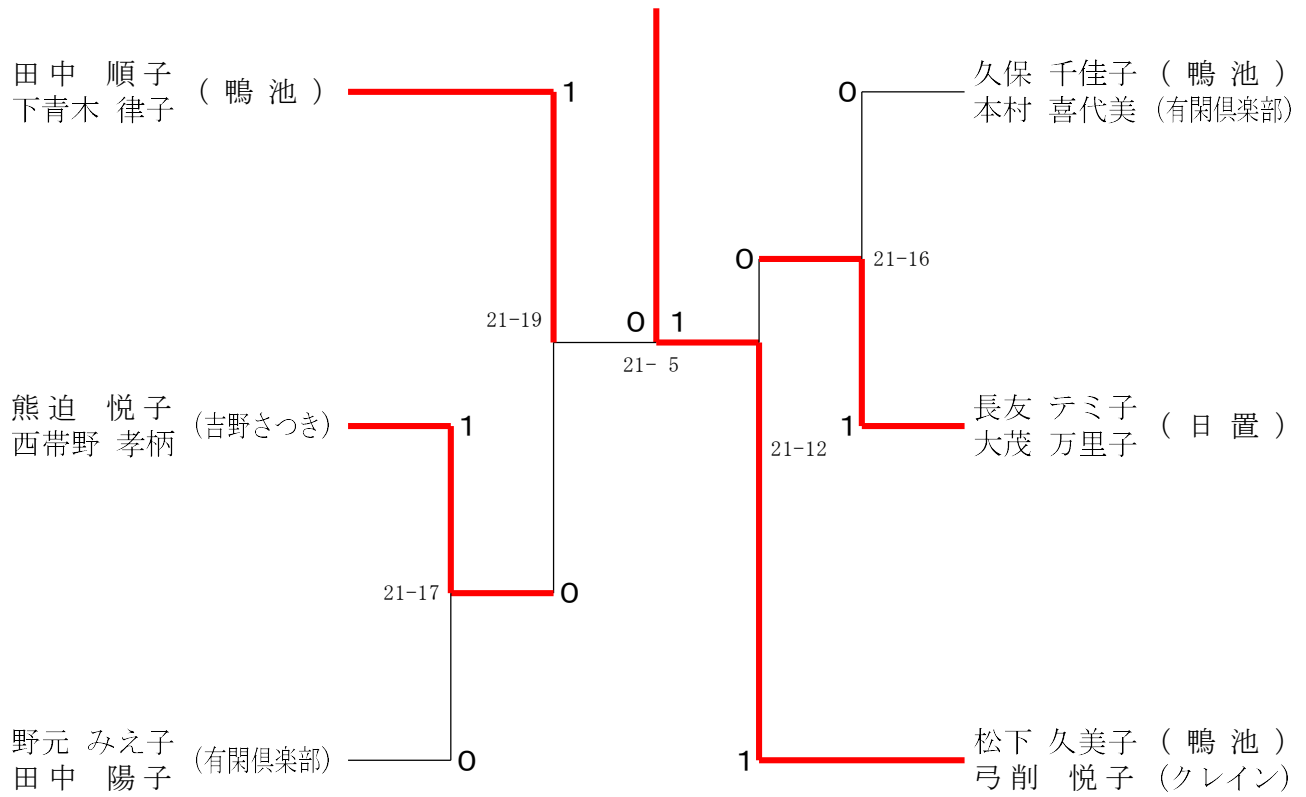 田中 順子
下青木 律子
(鴨池)
1
21-19
熊迫 悦子
西帯野 孝柄
(吉野さつき)
1
21-17
0
野元 みえ子
田中 陽子
(有閑倶楽部)
0
0 1
21- 5
久保 千佳子 (鴨池)
本村 喜代美 (有閑倶楽部)
0
21-16
0
長友 テミ子
大茂 万里子
(日置)
1
21-12
松下 久美子 (鴨池)
弓削 悦子 (クレイン)
1